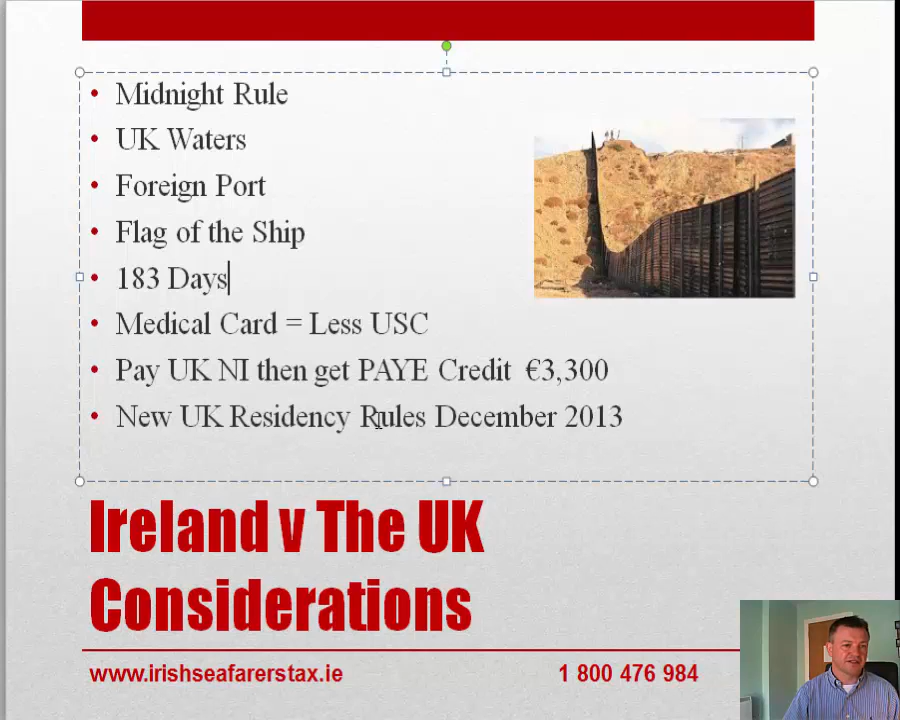 • Midnight Rule
• UK Waters
• Foreign Port
• Flag of the Ship
• 183 Days
• Medical Card = Less USC
• Pay UK NI then get PAYE Credit €3,300
• New UK Residency Rules December 2013
Ireland v The UK
Considerations
www.irishseafarerstax.ie 1 800 476 984